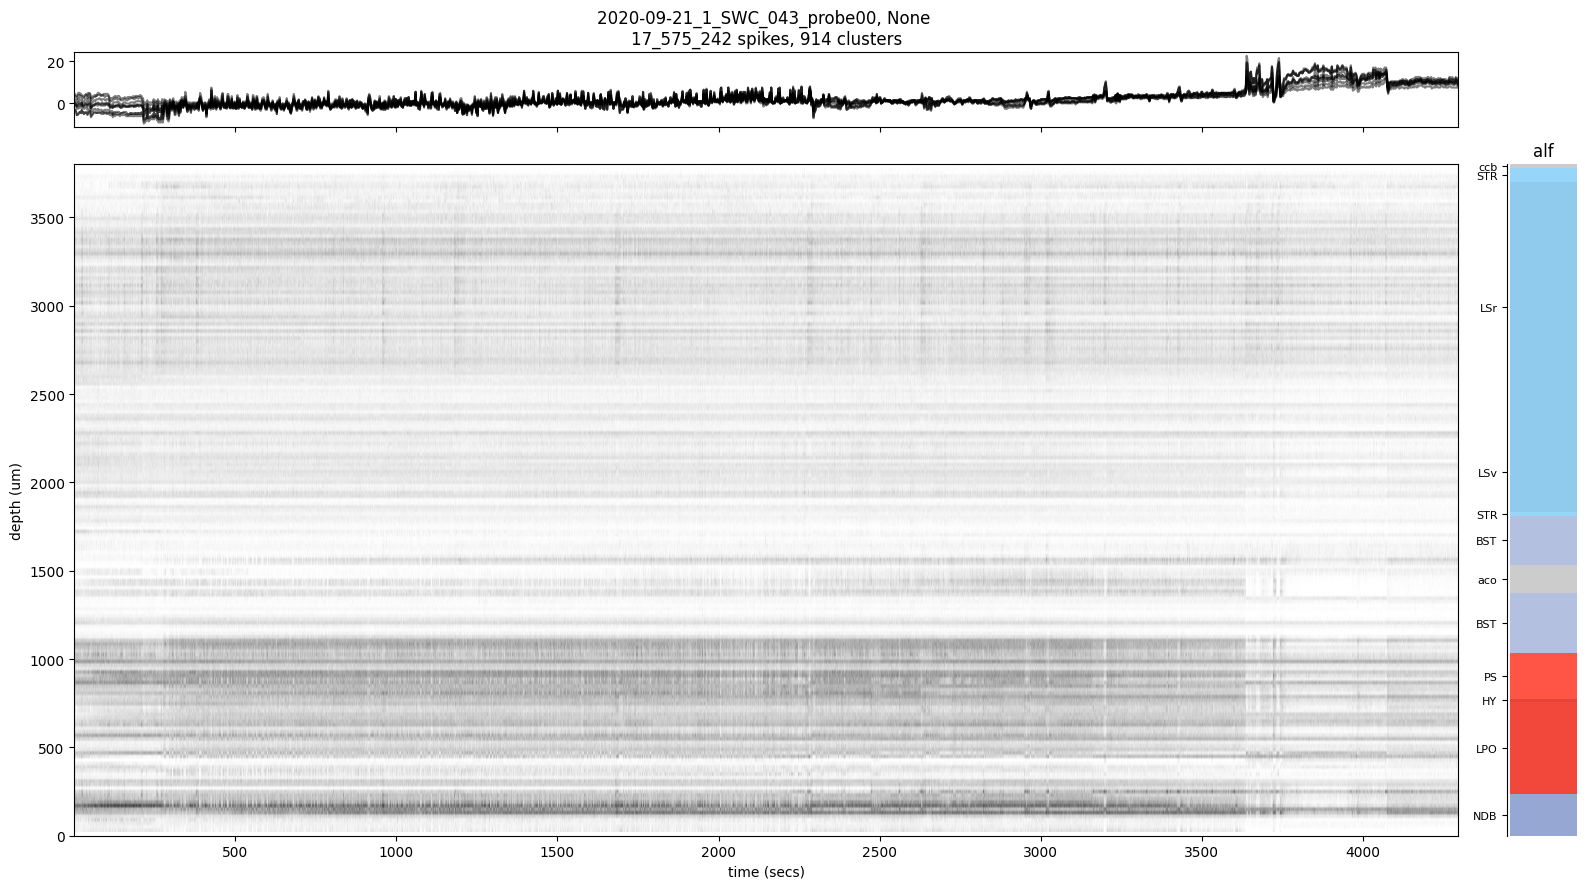 2020-09-21_1_SWC_043_probe00, None
17_575_242 spikes, 914 clusters
20
0
alf
ccb
STR
LSr
LSv
STR
BST
aco
BST
PS
HY
LPO
NDB
depth (um)
3500
3000
2500
2000
1500
1000
500
0
500 1000 1500 2000 2500 3000 3500 4000
time (secs)